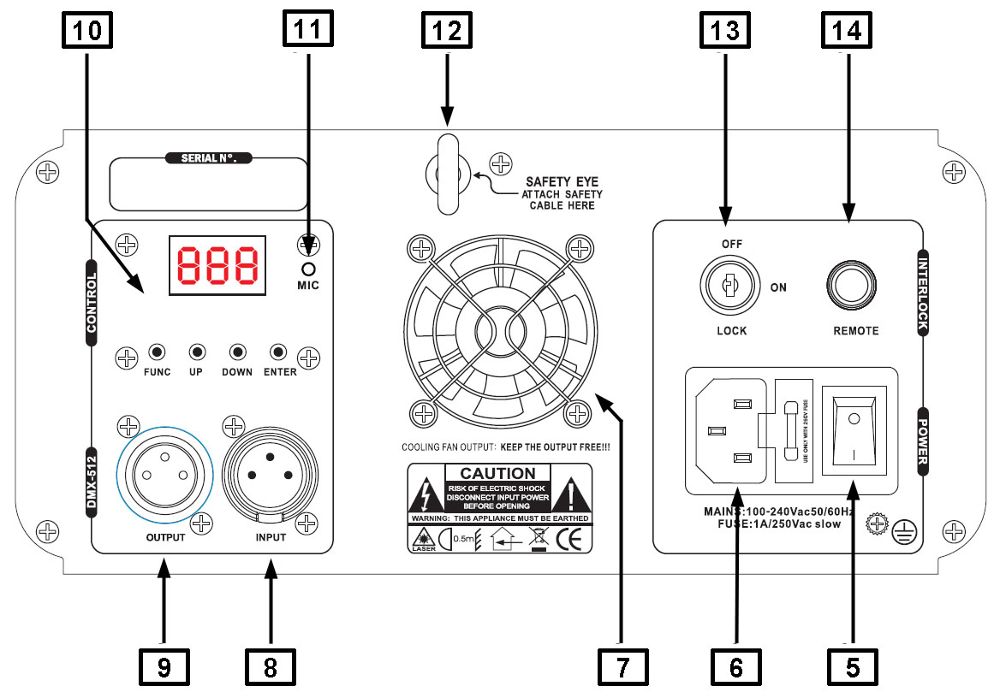 10
11
12
13
14
SERIAL N°.
SAFETY EYE
ATTACH SAFETY
CABLE HERE
888
MIC
CONTROL
FUNC UP DOWN ENTER
DMX-512
OUTPUT INPUT
COOLING FAN OUTPUT: KEEP THE OUTPUT FREE!!!
CAUTION
RISK OF ELECTRIC SHOCK
DISCONNECT INPUT POWER
BEFORE OPENING
WARNING: THIS APPLIANCE MUST BE EARTHED
LASER
0.5m
CE
OFF
ON
LOCK
REMOTE
INTERLOCK
USE ONLY WITH 250V FUSE
I
POWER
MAINS:100-240Vac50/60Hz
FUSE:1A/250Vac slow
9
8
7
6
5